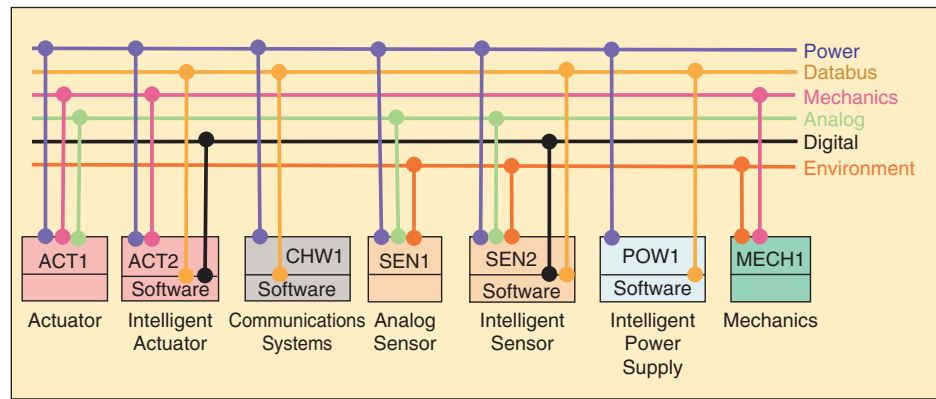 Power
Databus
Mechanics
Analog
Digital
Environment
ACT1
ACT2
Software
CHW1
Software
SEN1
SEN2
Software
POW1
Software
MECH1
Actuator
Intelligent
Actuator
Communications
Systems
Analog
Sensor
Intelligent
Sensor
Intelligent
Power
Supply
Mechanics